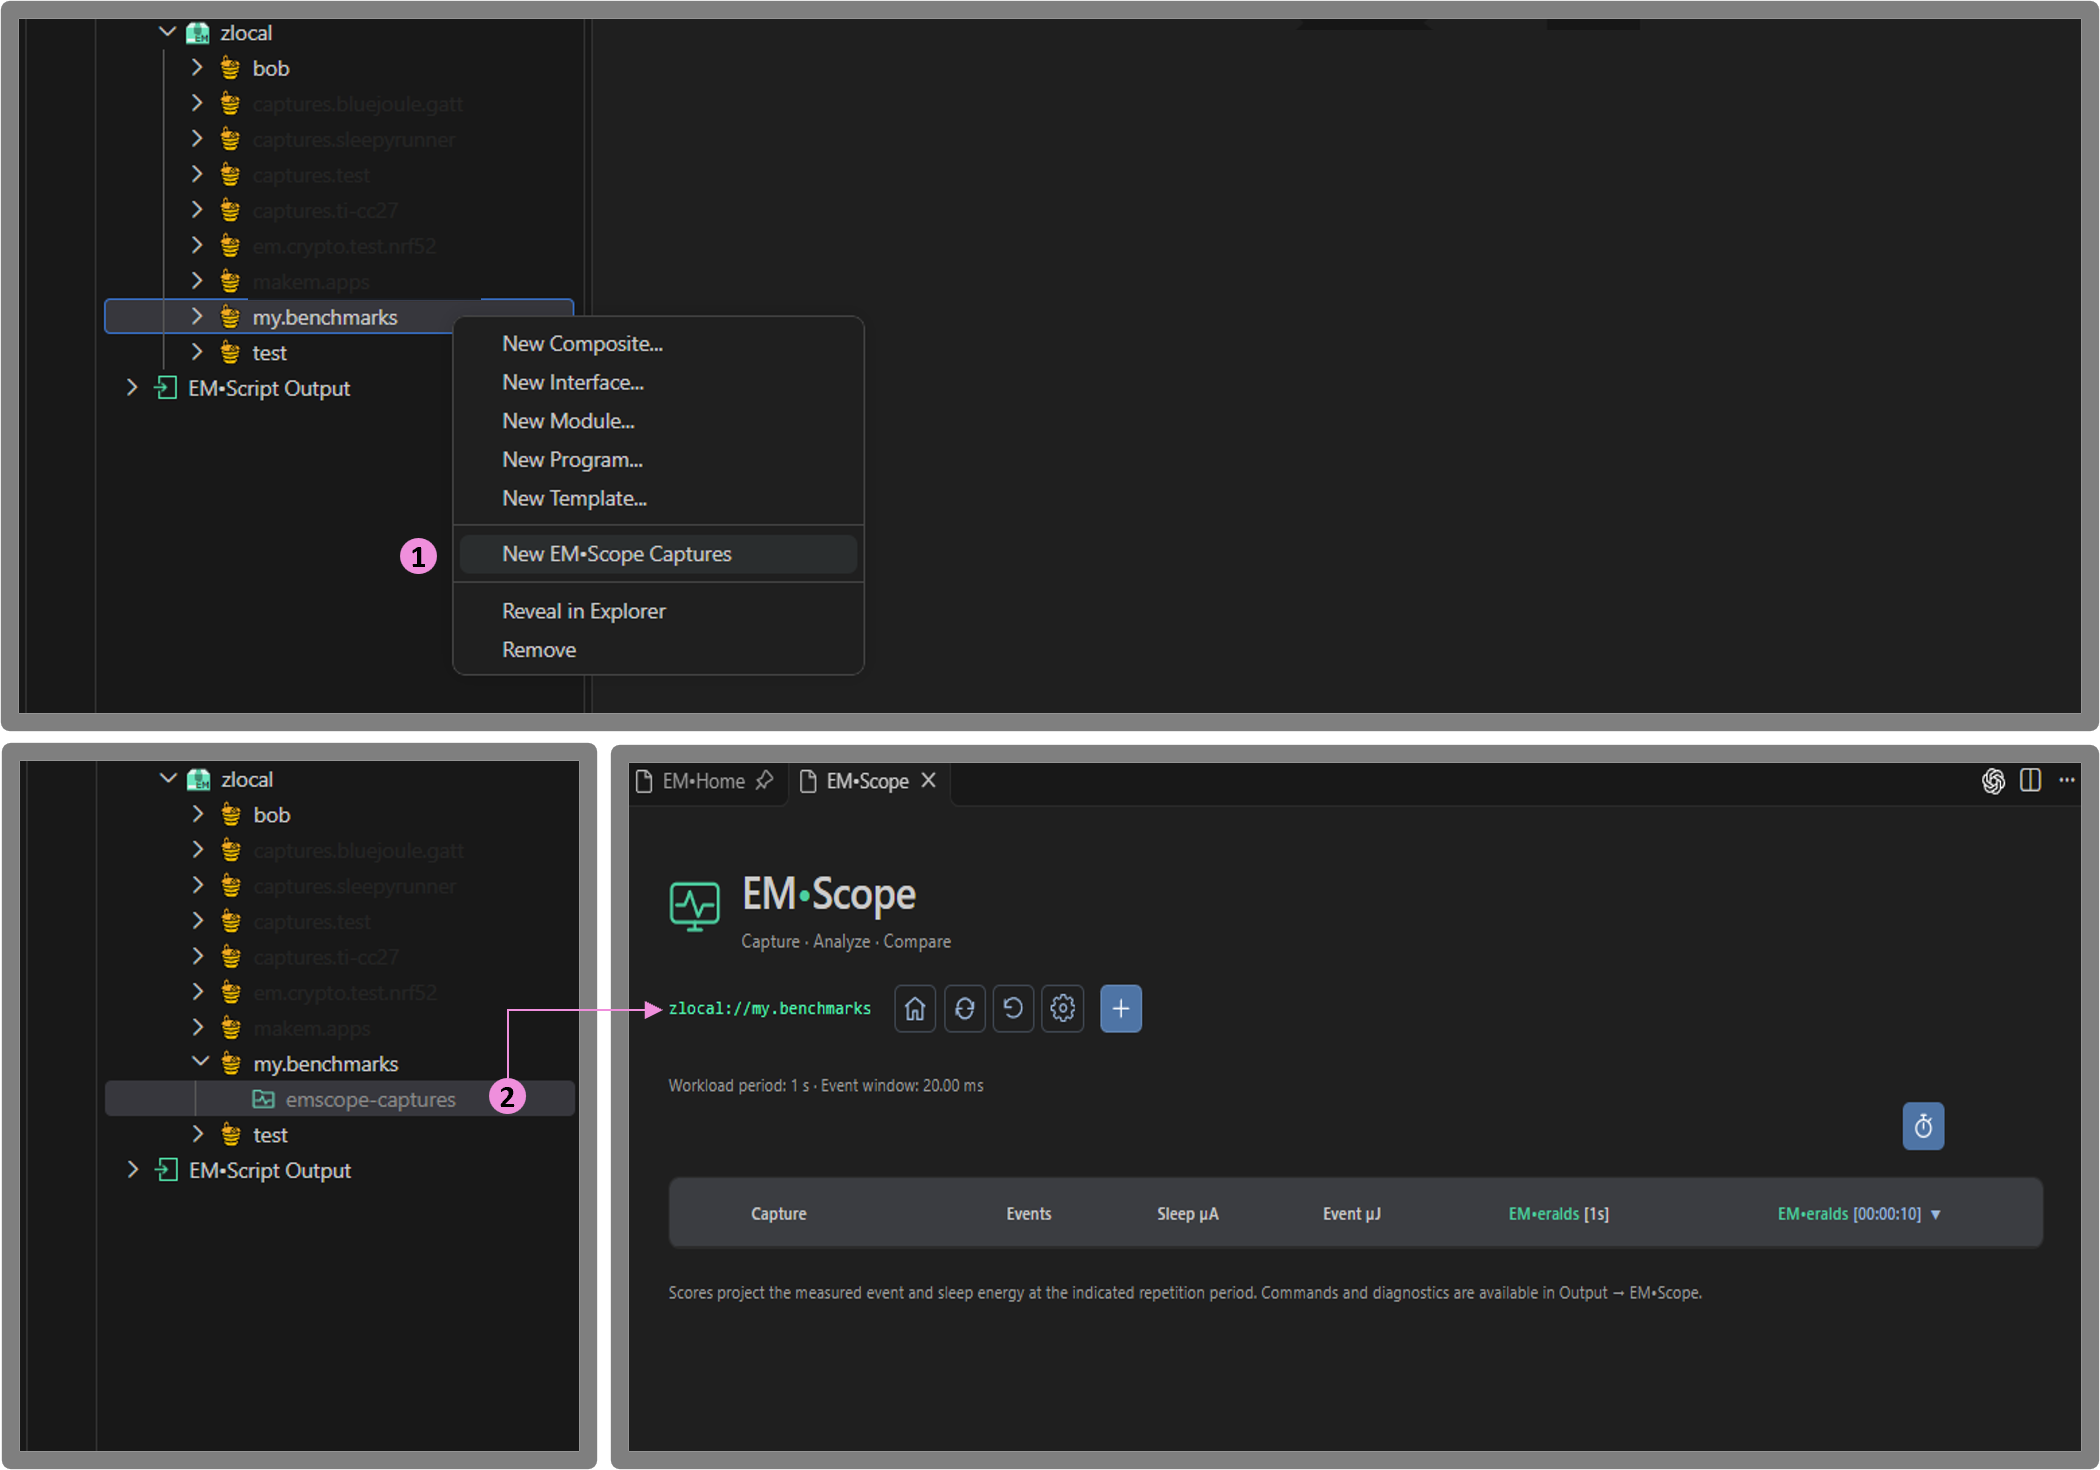 zlocal
bob
captures.bluejoule.gatt
captures.sleepyrunner
captures.test
captures.ti-cc27
em.crypto.test.nrf52
makem.apps
my.benchmarks
test
EM•Script Output
New Composite...
New Interface...
New Module...
New Program...
New Template...
1
New EM•Scope Captures
Reveal in Explorer
Remove
zlocal
bob
captures.bluejoule.gatt
captures.sleepyrunner
captures.test
captures.ti-cc27
em.crypto.test.nrf52
makem.apps
my.benchmarks
emscope-captures
2
test
EM•Script Output
EM•Home EM•Scope
EM•Scope
Capture · Analyze · Compare
zlocal://my.benchmarks
Workload period: 1 s · Event window: 20.00 ms
Capture Events Sleep µA Event µJ EM•eralds [1s] EM•eralds [00:00:10] ▼
Scores project the measured event and sleep energy at the indicated repetition period. Commands and diagnostics are available in Output → EM•Scope.